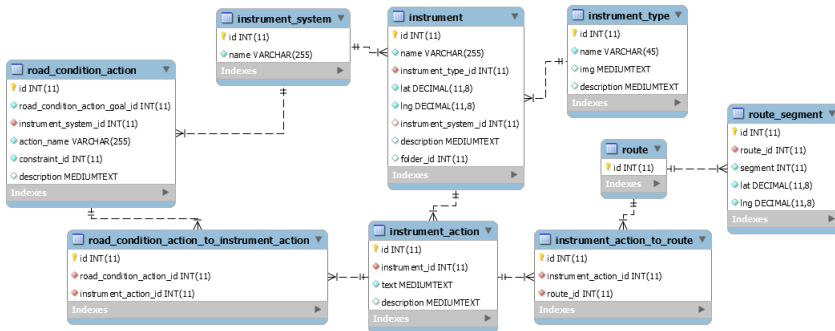 instrument_system
id INT(11)
name VARCHAR(255)
Indexes
instrument
id INT(11)
name VARCHAR(255)
instrument_type_id INT(11)
lat DECIMAL(11,8)
lng DECIMAL(11,8)
instrument_system_id INT(11)
description MEDIUMTEXT
folder_id INT(11)
Indexes
instrument_type
id INT(11)
name VARCHAR(45)
img MEDIUMTEXT
description MEDIUMTEXT
Indexes
road_condition_action
id INT(11)
road_condition_action_goal_id INT(11)
instrument_system_id INT(11)
action_name VARCHAR(255)
constraint_id INT(11)
description MEDIUMTEXT
Indexes
route_segment
id INT(11)
route_id INT(11)
segment INT(11)
lat DECIMAL(11,8)
lng DECIMAL(11,8)
Indexes
route
id INT(11)
Indexes
road_condition_action_to_instrument_action
id INT(11)
road_condition_action_id INT(11)
instrument_action_id INT(11)
Indexes
instrument_action
id INT(11)
instrument_id INT(11)
text MEDIUMTEXT
description MEDIUMTEXT
Indexes
instrument_action_to_route
id INT(11)
instrument_action_id INT(11)
route_id INT(11)
Indexes